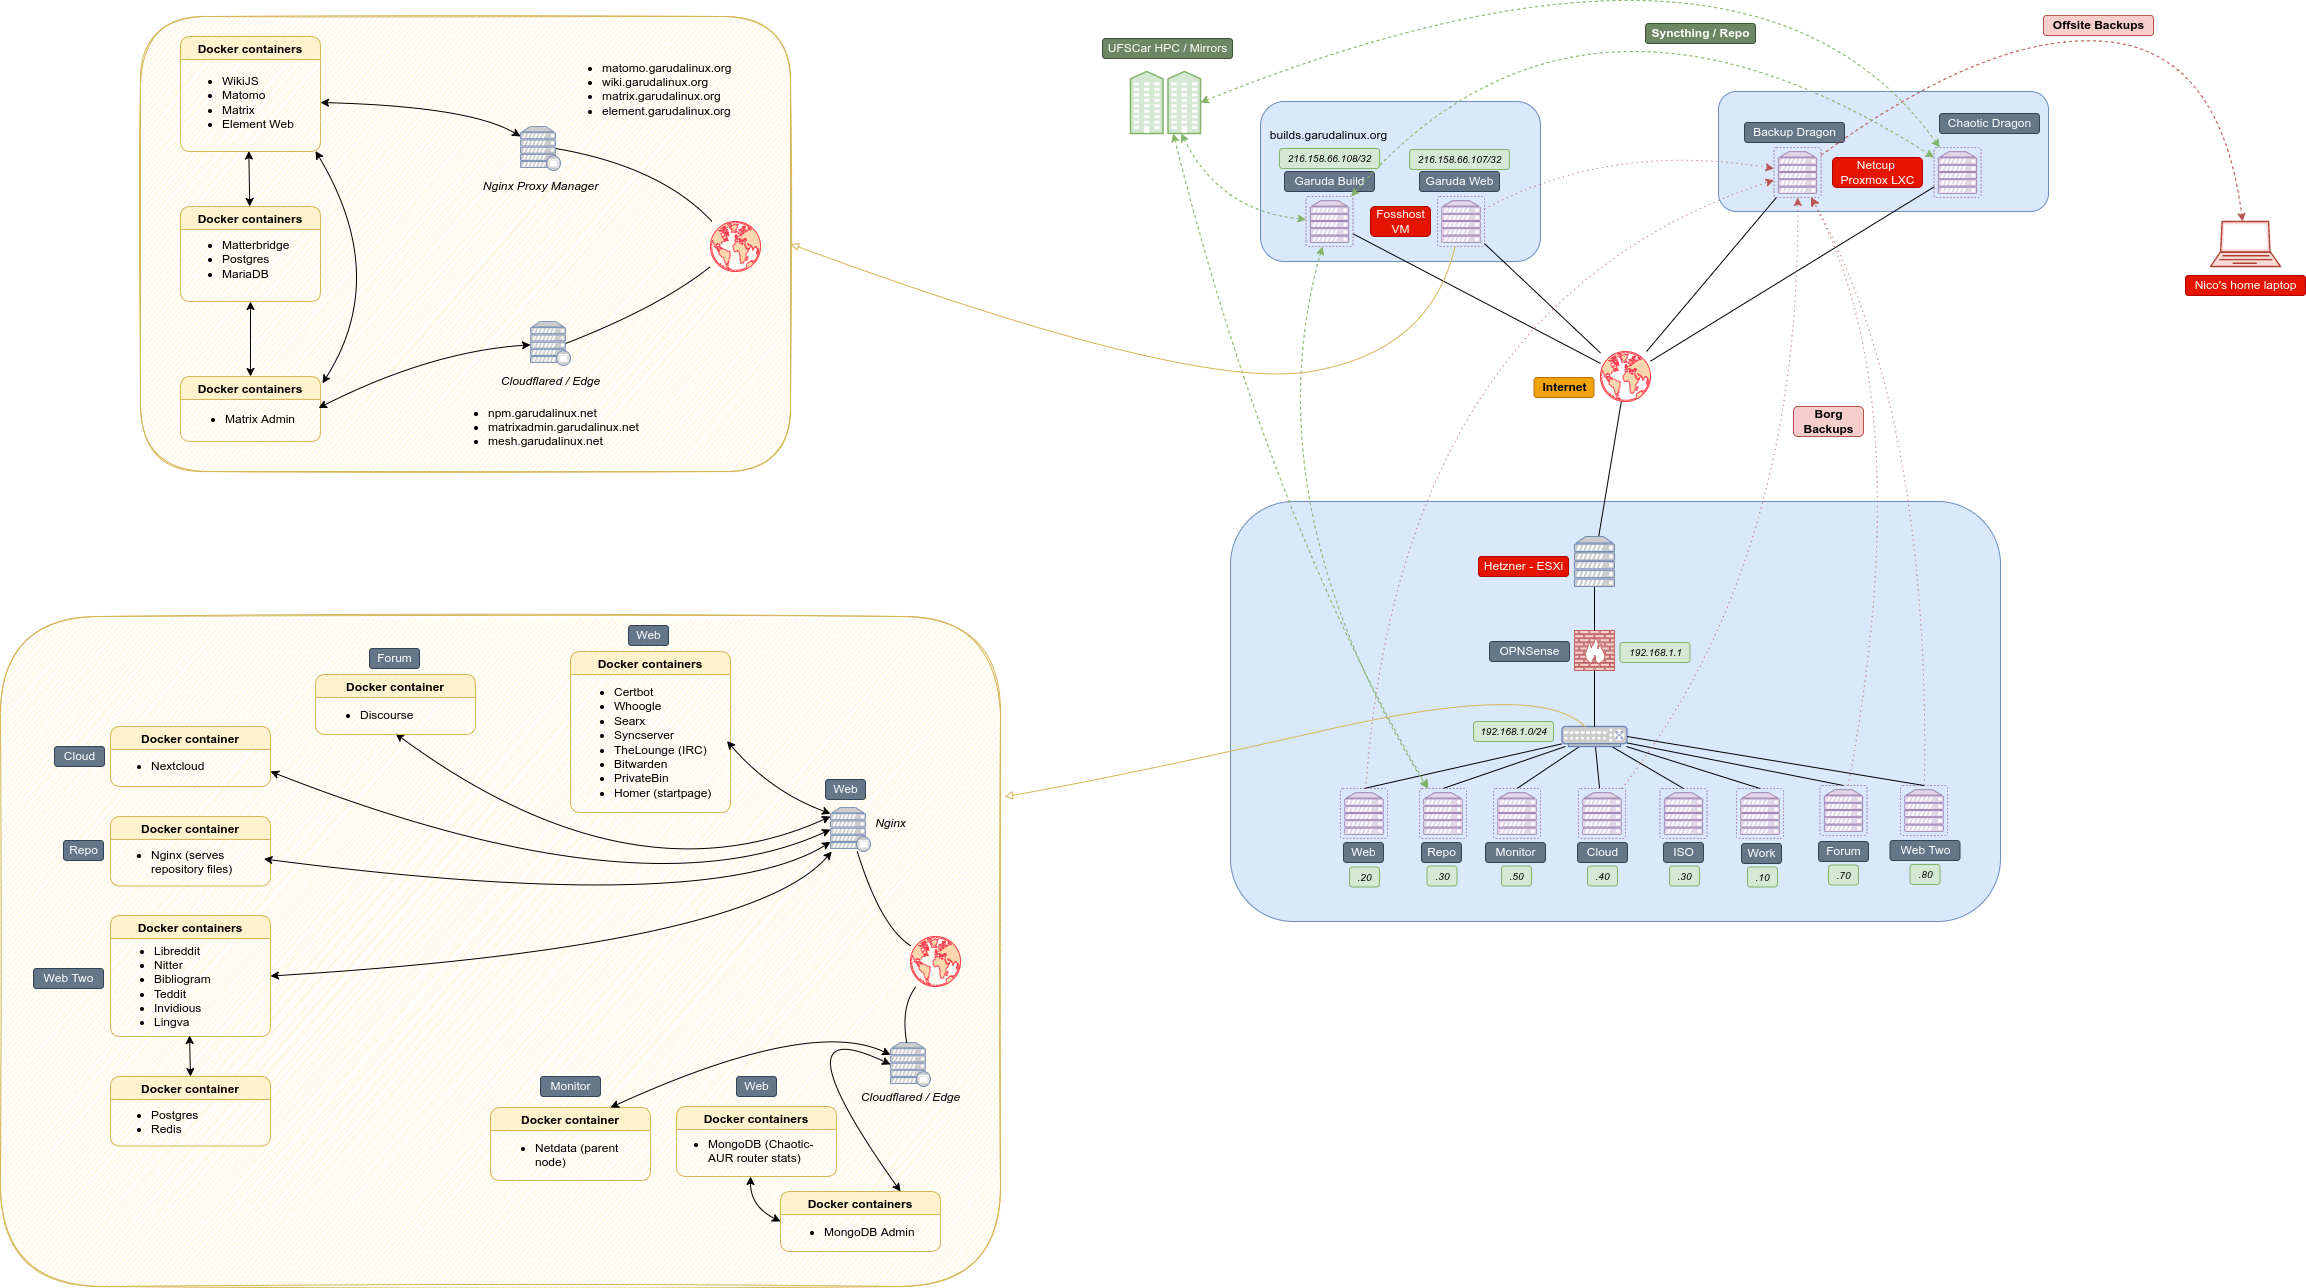 Docker containers
WikiJS
Matomo
Matrix
Element Web
matomo.garudalinux.org
wiki.garudalinux.org
matrix.garudalinux.org
element.garudalinux.org
Nginx Proxy Manager
Docker containers
Matterbridge
Postgres
MariaDB
Docker containers
Matrix Admin
Cloudflared / Edge
npm.garudalinux.net
matrixadmin.garudalinux.net
mesh.garudalinux.net
UFSCar HPC / Mirrors
Syncthing / Repo
Offsite Backups
builds.garudalinux.org
216.158.66.108/32
216.158.66.107/32
Garuda Build
Garuda Web
Fosshost
VM
Backup Dragon
Chaotic Dragon
Netcup
Proxmox LXC
Nico's home laptop
Internet
Borg
Backups
Hetzner - ESXi
OPNSense
192.168.1.1
192.168.1.0/24
Web
Repo
Monitor
Cloud
ISO
Work
Forum
Web Two
.20
.30
.50
.40
.30
.10
.70
.80
Web
Docker containers
Certbot
Whoogle
Searx
Syncserver
TheLounge (IRC)
Bitwarden
PrivateBin
Homer (startpage)
Forum
Docker container
Discourse
Cloud
Docker container
Nextcloud
Web
Nginx
Repo
Docker container
Nginx (serves
repository files)
Web Two
Docker containers
Libreddit
Nitter
Bibliogram
Teddit
Invidious
Lingva
Docker container
Postgres
Redis
Cloudflared / Edge
Monitor
Docker container
Netdata (parent
node)
Web
Docker containers
MongoDB (Chaotic-
AUR router stats)
Docker containers
MongoDB Admin